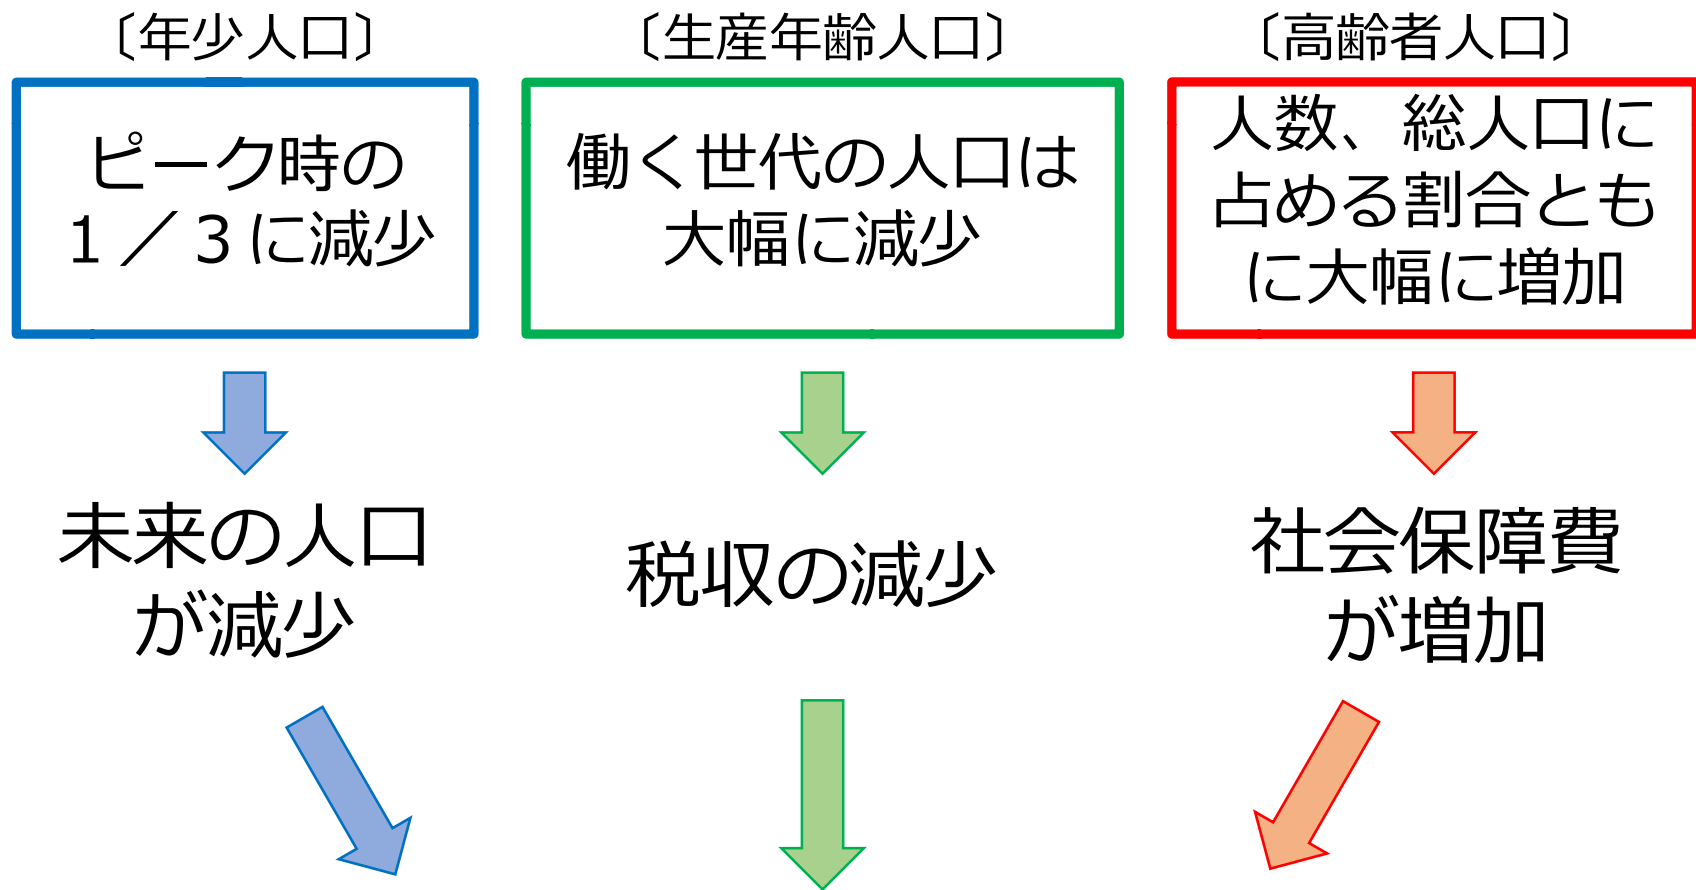 〔年少人口〕
ピーク時の
１／３に減少
未来の人口
が減少
〔生産年齢人口〕
働く世代の人口は
大幅に減少
税収の減少
〔高齢者人口〕
人数、総人口に
占める割合とも
に大幅に増加
社会保障費
が増加